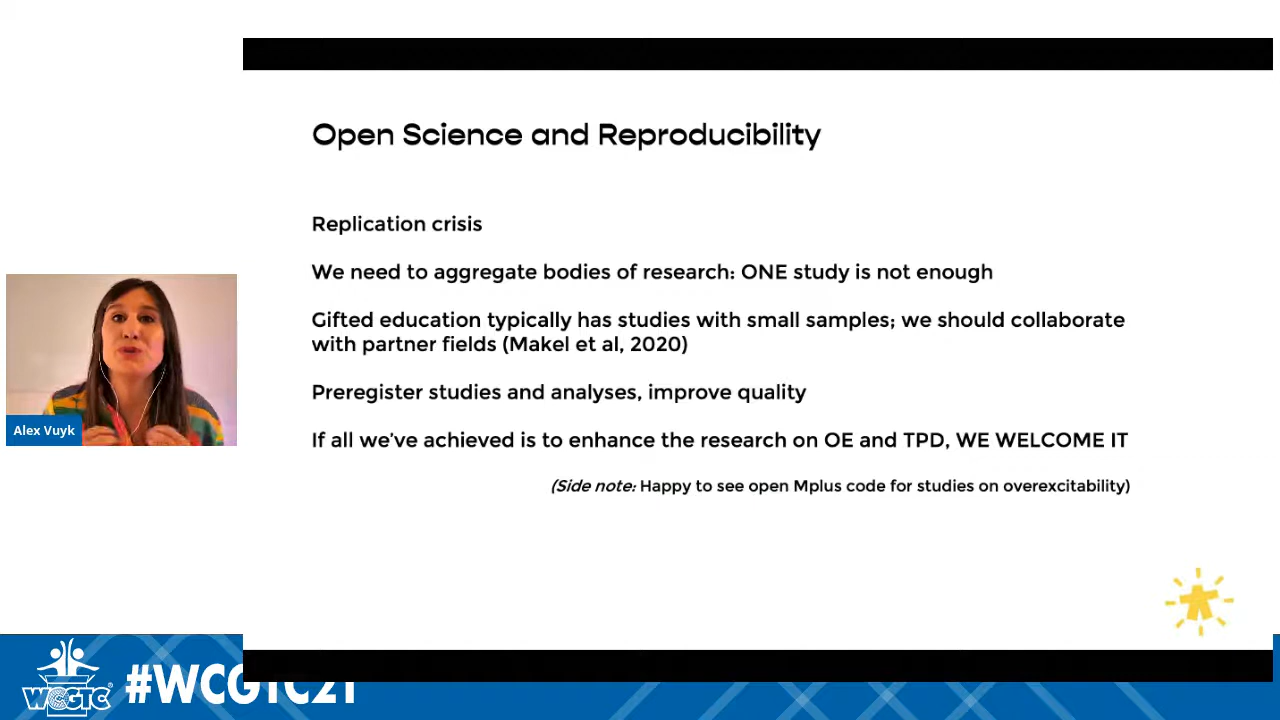 Open Science and Reproducibility
Replication crisis
We need to aggregate bodies of research: ONE study is not enough
Gifted education typically has studies with small samples; we should collaborate
with partner fields (Makel et al, 2020)
Preregister studies and analyses, improve quality
If all we've achieved is to enhance the research on OE and TPD, WE WELCOME IT
(Side note: Happy to see open Mplus code for studies on overexcitability)
Alex Vuyk
WCGTC®
#WCGTC21